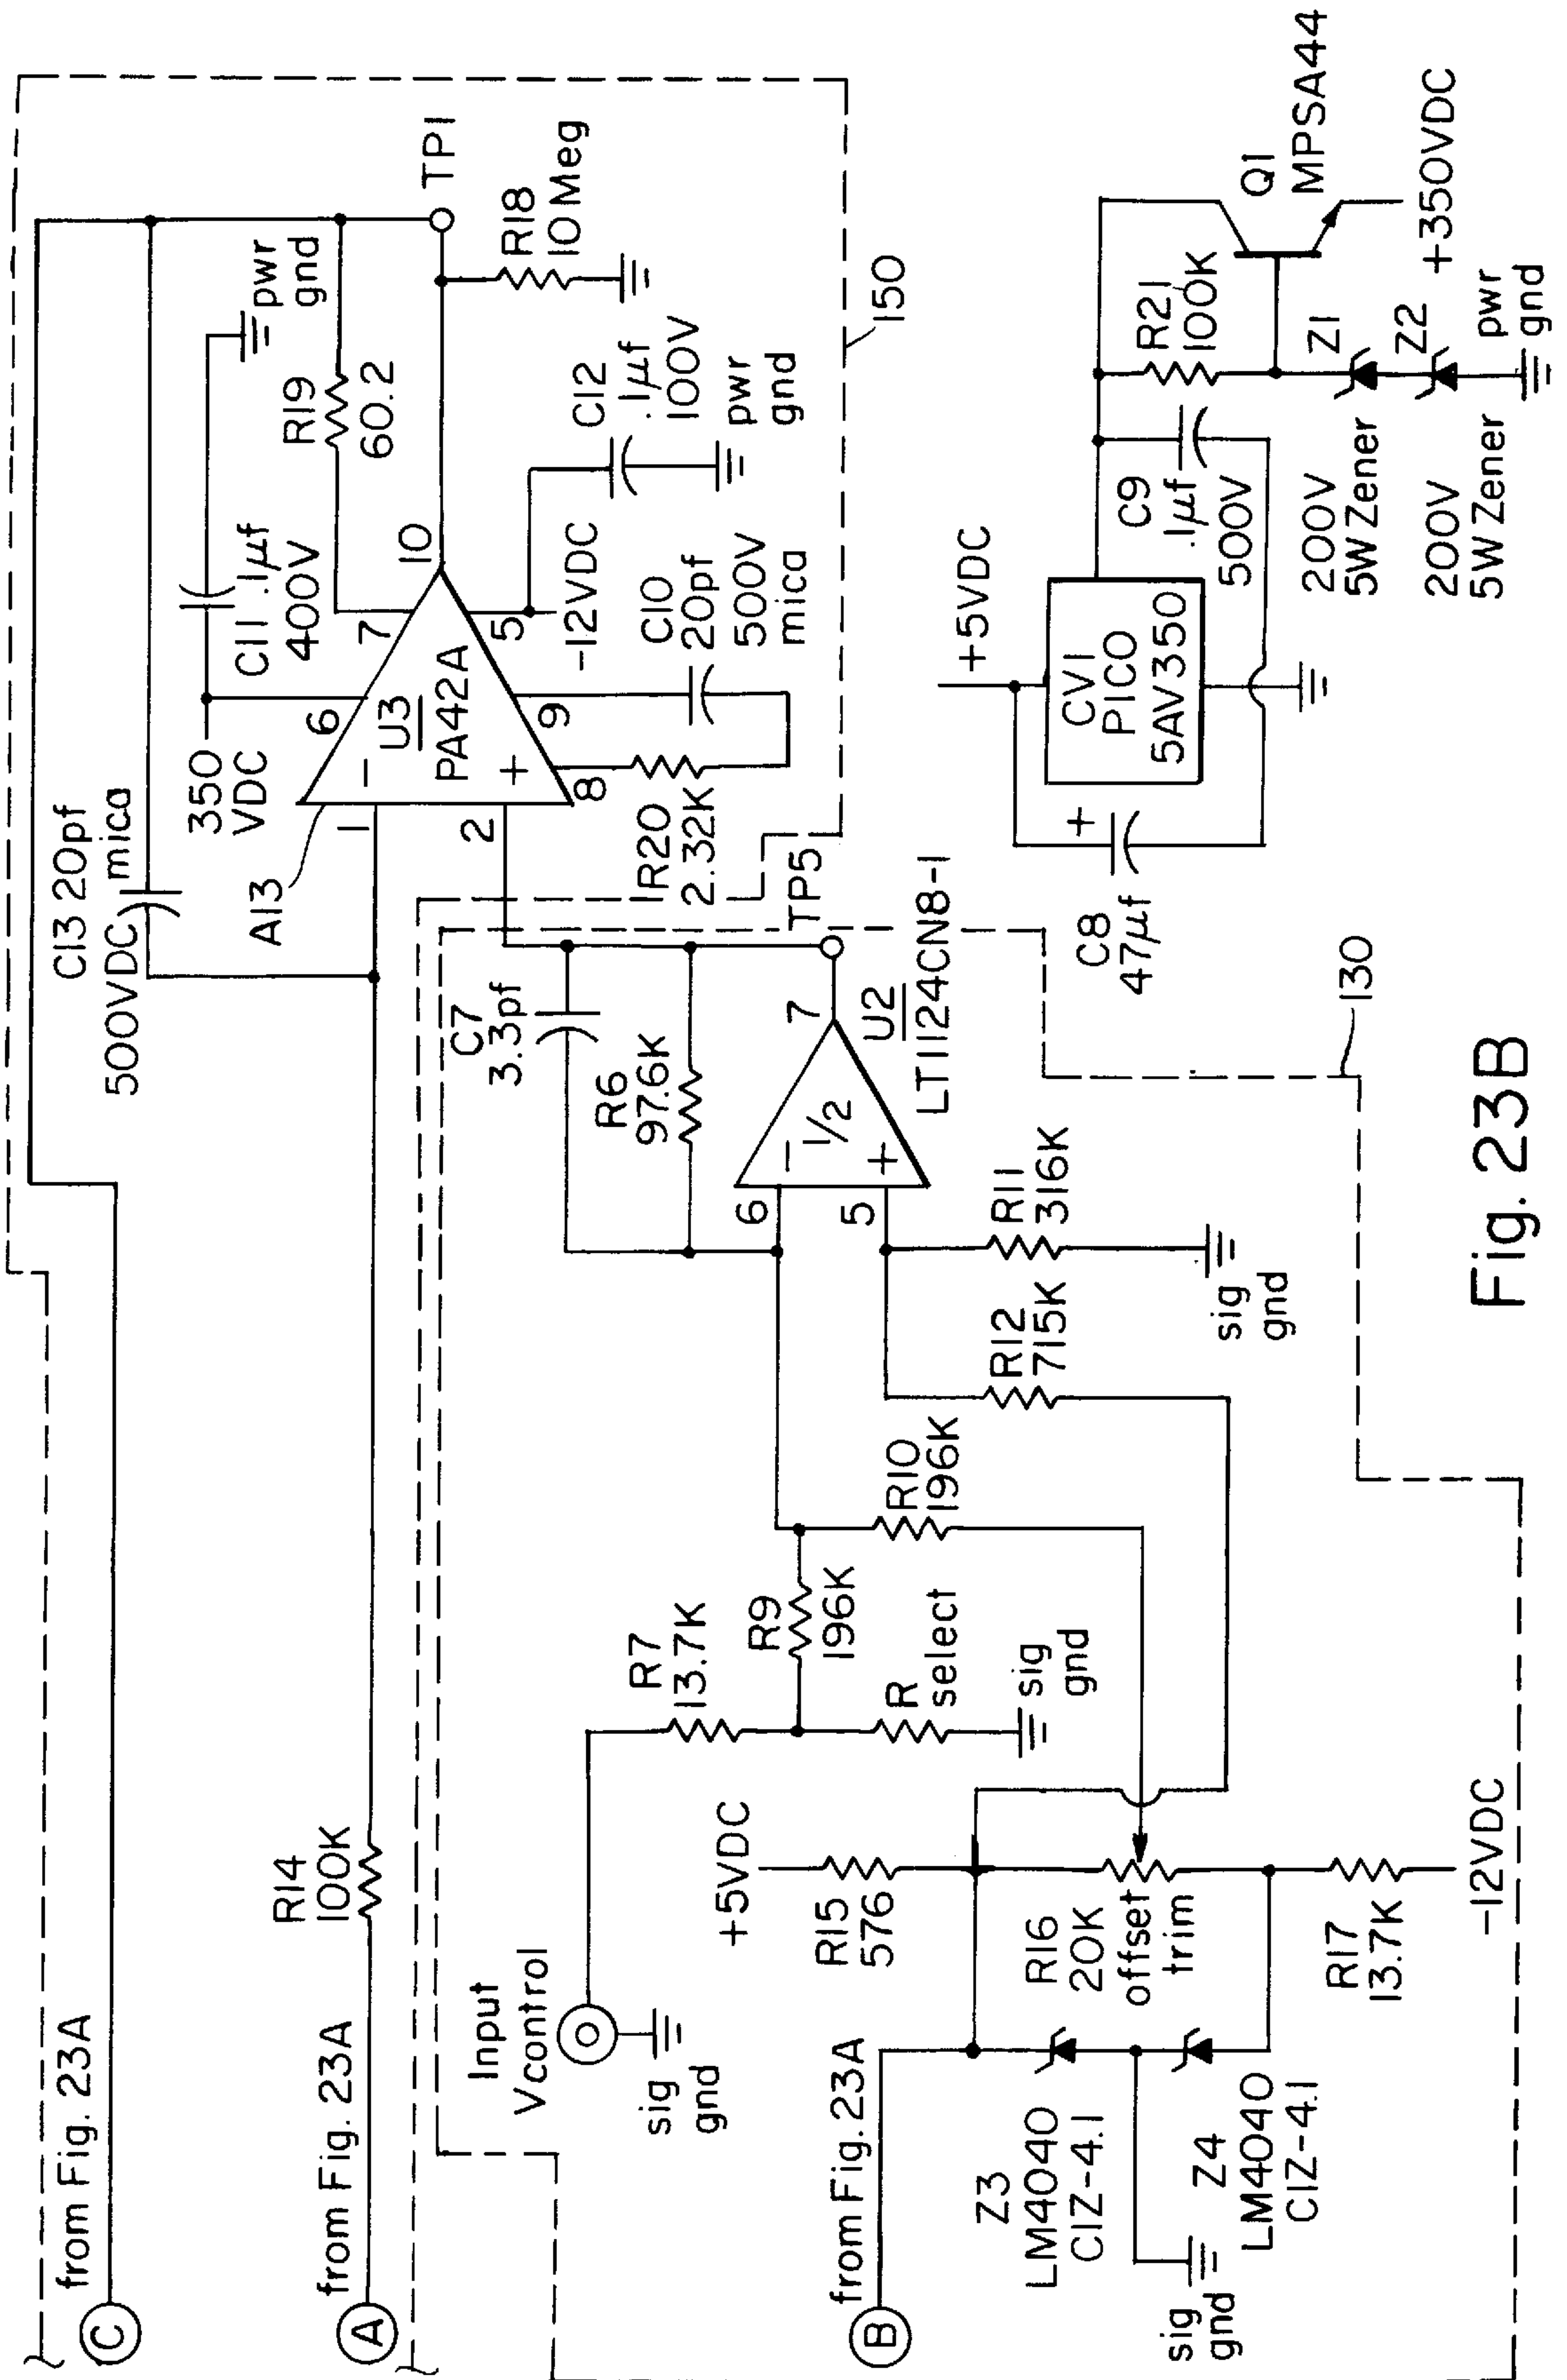 C
from Fig. 23A
C13 20pf
500VDC mica
350
VDC
C11 .1µf
400V
pwr
gnd
A13
1
6
7
10
U3
PA42A
−
+
2
8
9
5
R19
60.2
TP1
R18
10 Meg
-12VDC
C12
.1µf
100V
pwr
gnd
C10
20pf
500V
mica
R20
2.32K
150
A
from Fig. 23A
R14
100K
C7
3.3pf
R6
97.6K
TP5
6
5
7
−
1/2
+
U2
LT1124CN8-1
R11
316K
sig
gnd
R12
715K
R10
196K
R9
196K
R7
13.7K
R
select
sig
gnd
Input
Vcontrol
sig
gnd
+5VDC
R15
576
R16
20K
offset
trim
R17
13.7K
-12VDC
B
from Fig. 23A
Z3
LM4040
CIZ-4.1
Z4
LM4040
CIZ-4.1
sig
gnd
130
+5VDC
C8
47µf
+
CV1
PICO
5AV350
C9
.1µf
500V
R21
100K
Q1
MPSA44
+350VDC
Z1
200V
5W Zener
Z2
200V
5W Zener
pwr
gnd
Fig. 23B